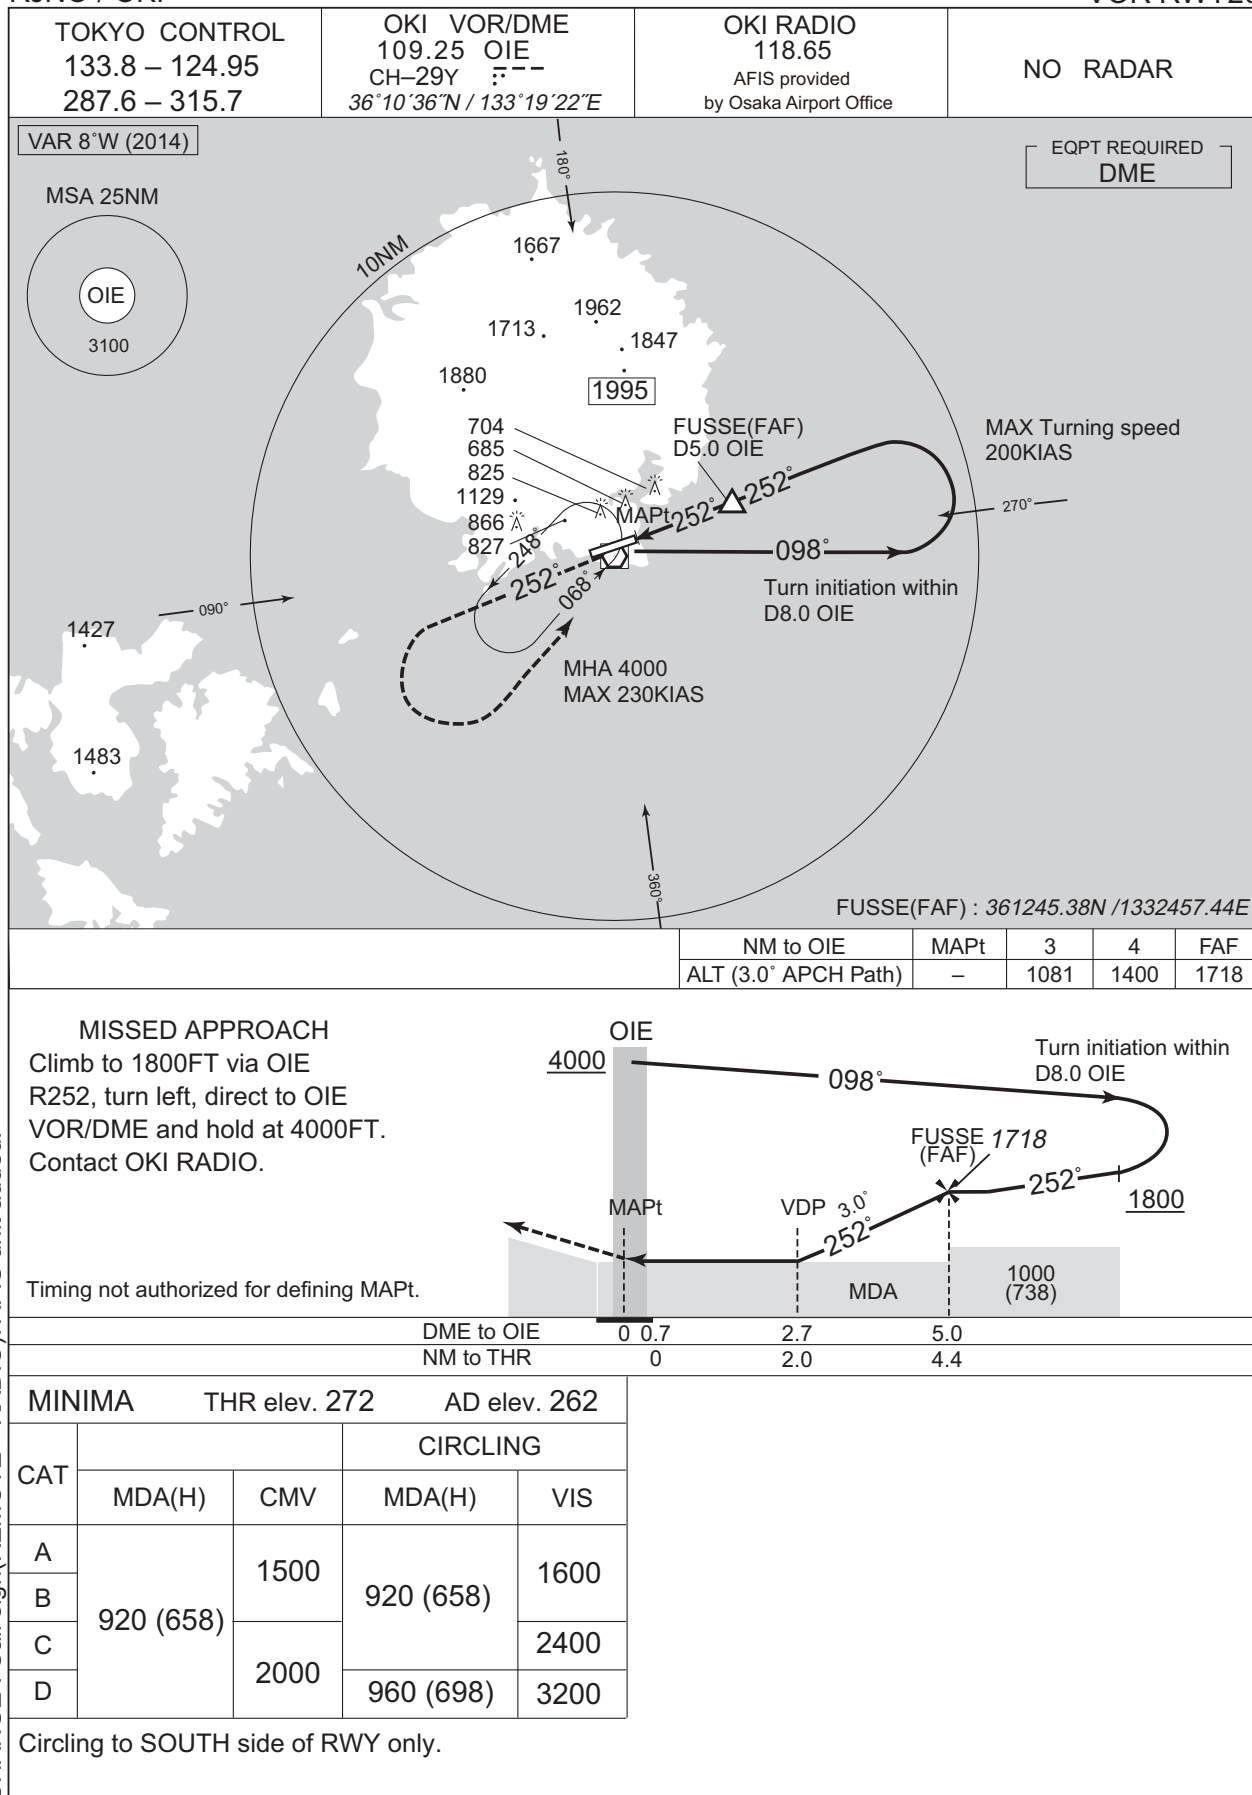 TOKYO CONTROL
133.8 – 124.95
287.6 – 315.7
OKI VOR/DME
109.25 OIE
CH–29Y
36°10´36˝N / 133°19´22˝E
OKI RADIO
118.65
AFIS provided
by Osaka Airport Office
NO RADAR
VAR 8°W (2014)
EQPT REQUIRED
DME
MSA 25NM
OIE
3100
180°
10NM
1667
1962
1713
1847
1880
1995
704
685
825
1129
866
827
FUSSE(FAF)
D5.0 OIE
MAX Turning speed
200KIAS
252°
252°
MAPt
270°
248°
098°
252°
068°
Turn initiation within
D8.0 OIE
090°
1427
MHA 4000
MAX 230KIAS
1483
360°
FUSSE(FAF) : 361245.38N /1332457.44E
NM to OIE MAPt 3 4 FAF
ALT (3.0° APCH Path) – 1081 1400 1718
MISSED APPROACH
Climb to 1800FT via OIE
R252, turn left, direct to OIE
VOR/DME and hold at 4000FT.
Contact OKI RADIO.
OIE
4000
098°
Turn initiation within
D8.0 OIE
FUSSE
(FAF)
1718
252°
1800
MAPt
VDP
3.0°
252°
MDA
1000
(738)
Timing not authorized for defining MAPt.
DME to OIE 0 0.7 2.7 5.0
NM to THR 0 2.0 4.4
MINIMA THR elev. 272 AD elev. 262
CAT
CIRCLING
MDA(H) CMV MDA(H) VIS
A
B
C
D
920 (658)
1500
2000
920 (658)
960 (698)
1600
2400
3200
Circling to SOUTH side of RWY only.